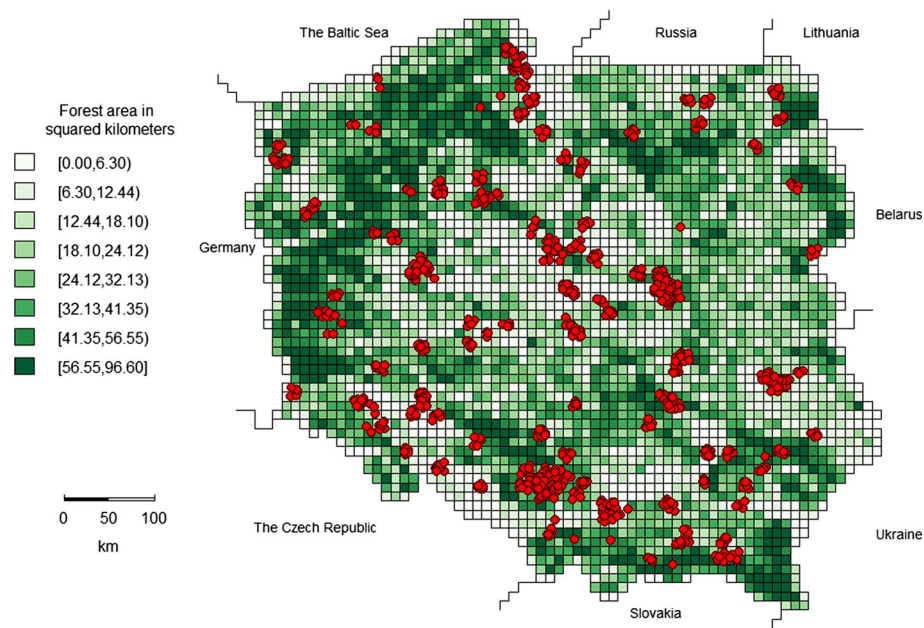 The Baltic Sea
Russia
Lithuania
Forest area in
squared kilometers
[0.00,6.30)
[6.30,12.44)
[12.44,18.10)
[18.10,24.12)
[24.12,32.13)
[32.13,41.35)
[41.35,56.55)
[56.55,96.60]
Belarus
Germany
0 50 100
km
The Czech Republic
Ukraine
Slovakia